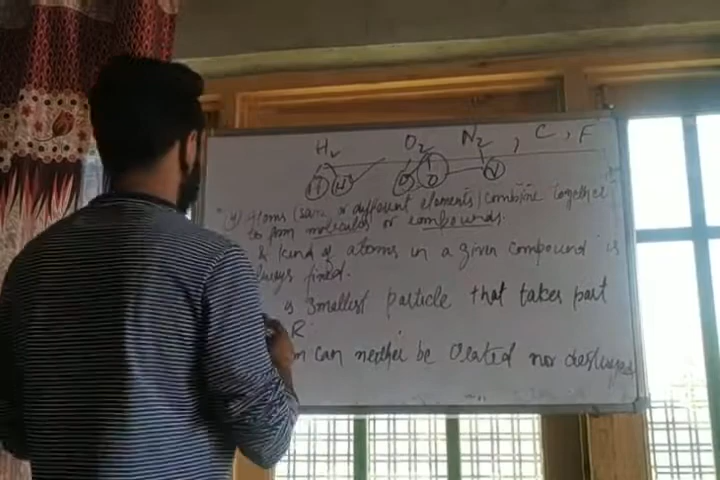 H₂ O₂ N₂ , C , F
H H O O N
4) Atoms (same or different elements) combine together
to form molecules or compounds.
& kind of atoms in a given compound is
always fixed.
is smallest particle that takes part
R
can neither be created nor destroyed